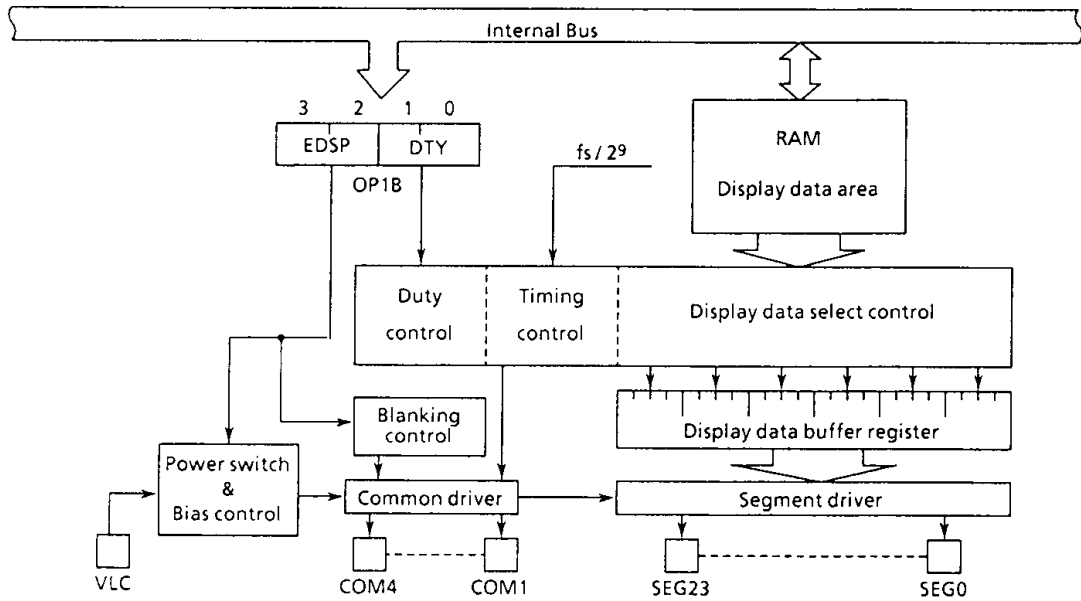 Internal Bus
3 2 1 0
EDSP DTY
OP1B
fs / 2⁹
RAM
Display data area
Duty
control
Timing
control
Display data select control
Blanking
control
Display data buffer register
Power switch
&
Bias control
Common driver
Segment driver
VLC
COM4
COM1
SEG23
SEG0